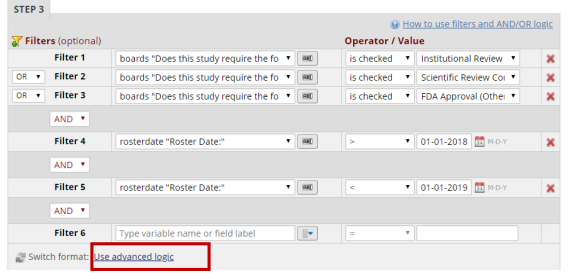 STEP 3
How to use filters and AND/OR logic
Filters (optional) Operator / Value
Filter 1 boards "Does this study require the fo is checked Institutional Review
OR Filter 2 boards "Does this study require the fo is checked Scientific Review Co
OR Filter 3 boards "Does this study require the fo is checked FDA Approval (Other
AND
Filter 4 rosterdate "Roster Date:" > 01-01-2018 M-D-Y
AND
Filter 5 rosterdate "Roster Date:" < 01-01-2019 M-D-Y
AND
Filter 6 Type variable name or field label =
Switch format: Use advanced logic